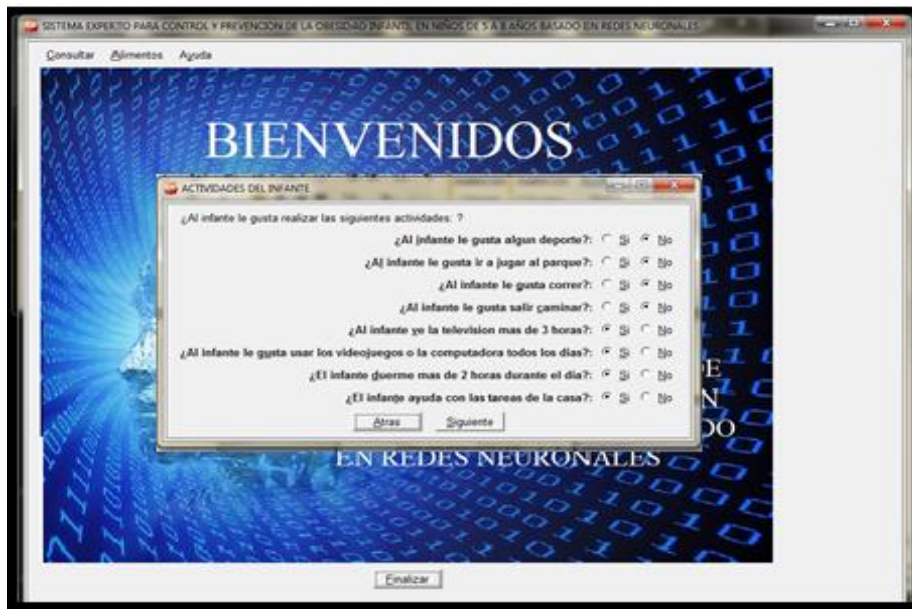 SISTEMA EXPERTO PARA CONTROL Y PREVENCION DE LA OBESIDAD INFANTIL EN NIÑOS DE 5 A 8 AÑOS BASADO EN REDES NEURONALES
Consultar Alimentos Ayuda
BIENVENIDOS
ACTIVIDADES DEL INFANTE
¿Al infante le gusta realizar las siguientes actividades: ?
¿Al infante le gusta algun deporte?: Si No
¿Al infante le gusta ir a jugar al parque?: Si No
¿Al infante le gusta correr?: Si No
¿Al infante le gusta salir caminar?: Si No
¿Al infante ve la television mas de 3 horas?: Si No
¿Al infante le gusta usar los videojuegos o la computadora todos los días?: Si No
¿El infante duerme mas de 2 horas durante el día?: Si No
¿El infante ayuda con las tareas de la casa?: Si No
Atras Siguiente
DE
N
DO
EN REDES NEURONALES
Finalizar